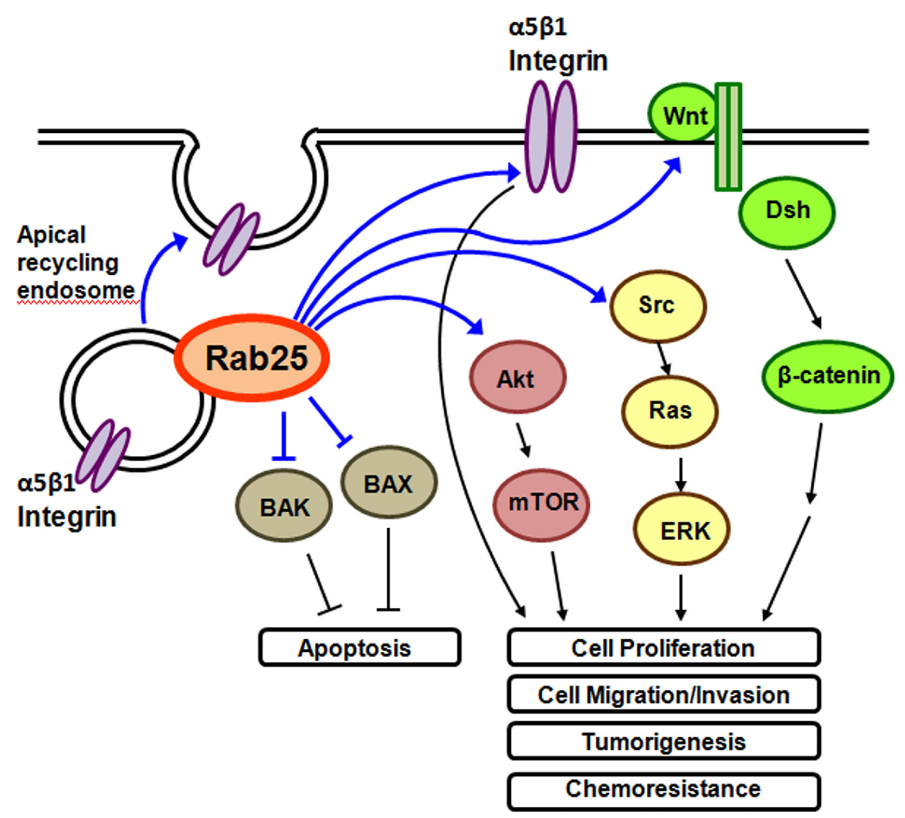 α5β1
Integrin
Wnt
Dsh
Apical
recycling
endosome
Src
Rab25
Akt
β-catenin
Ras
α5β1
Integrin
BAK
BAX
mTOR
ERK
Apoptosis
Cell Proliferation
Cell Migration/Invasion
Tumorigenesis
Chemoresistance